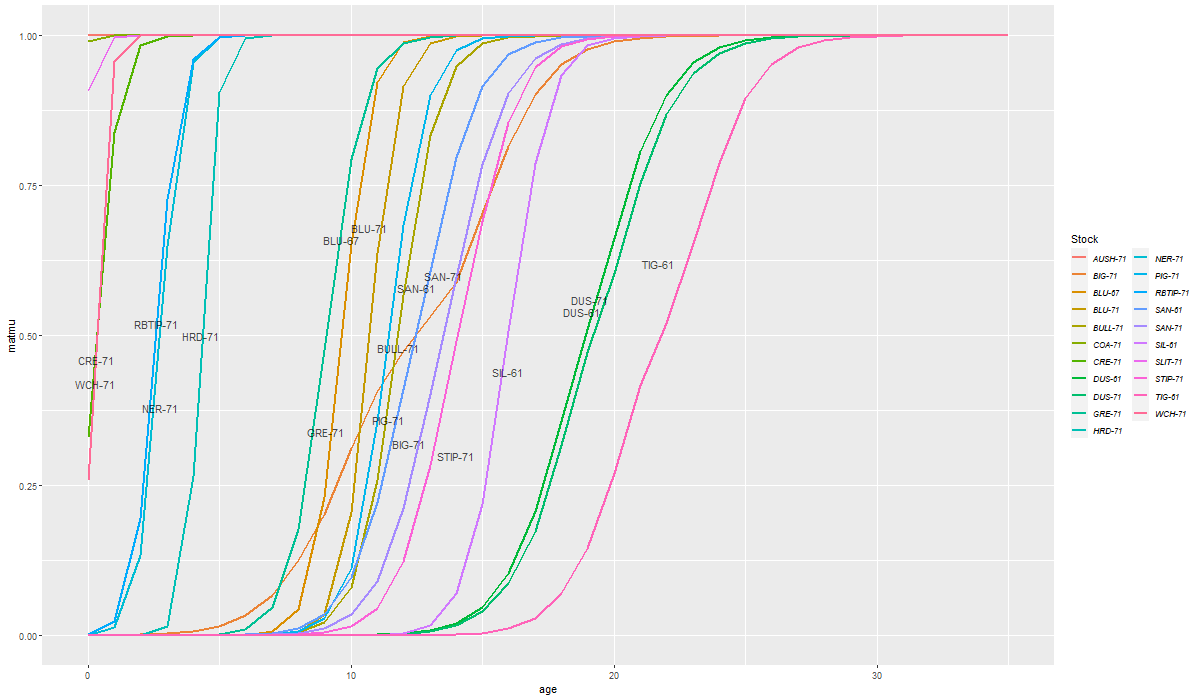 1.00
0.75
0.50
0.25
0.00
matmu
BLU-71
BLU-67
SAN-71
SAN-61
TIG-61
DUS-71
DUS-61
RBTIP-71
HRD-71
BULL-71
CRE-71
WCH-71
SIL-61
NER-71
PIG-71
GRE-71
BIG-71
STIP-71
0
10
20
30
age
Stock
AUSH-71
BIG-71
BLU-67
BLU-71
BULL-71
COA-71
CRE-71
DUS-61
DUS-71
GRE-71
HRD-71
NER-71
PIG-71
RBTIP-71
SAN-61
SAN-71
SIL-61
SLIT-71
STIP-71
TIG-61
WCH-71